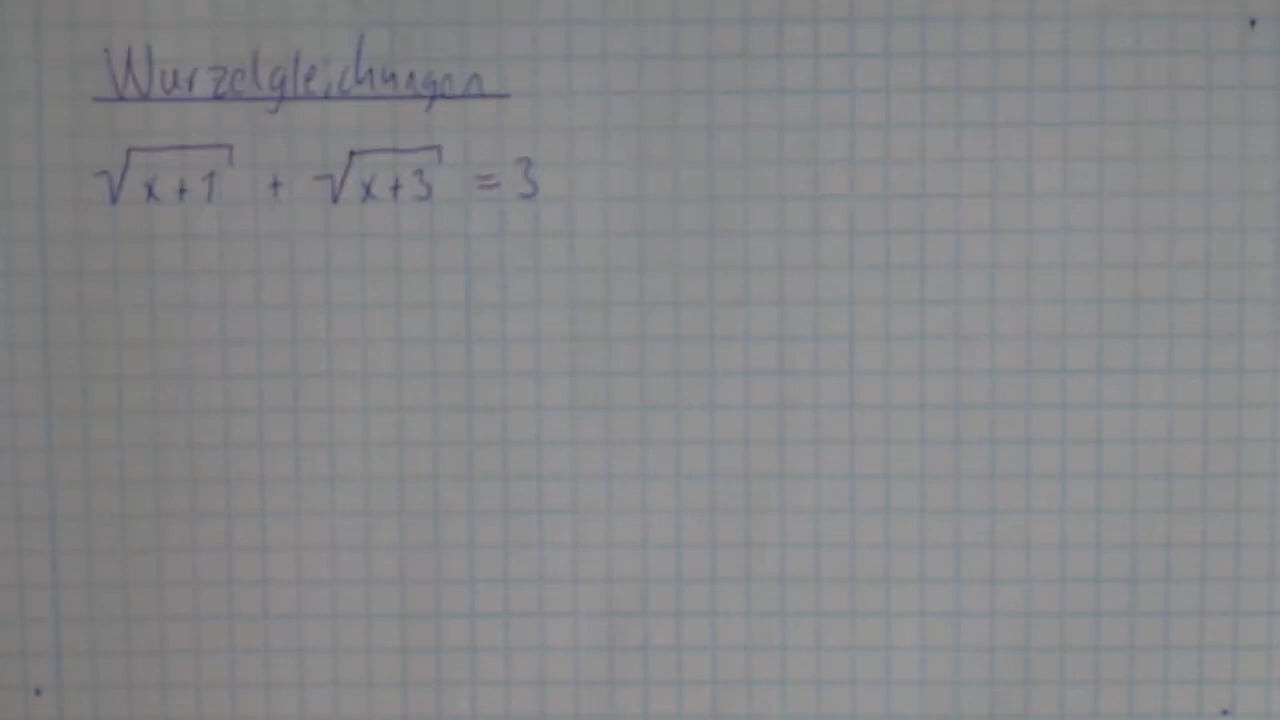 Wurzelgleichungen
√(x+1) + √(x+3) = 3